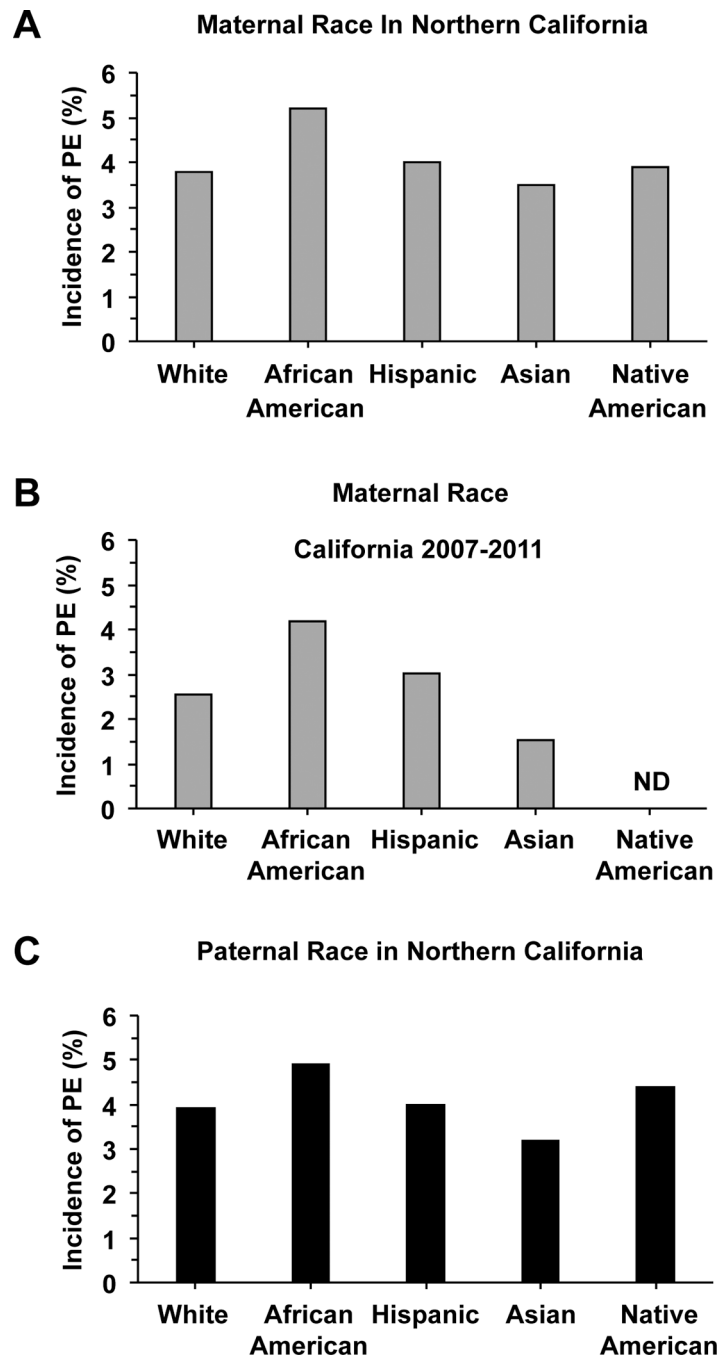 A
Maternal Race In Northern California
Incidence of PE (%)
6
5
4
3
2
1
0
White
African American
Hispanic
Asian
Native American
B
Maternal Race
California 2007-2011
Incidence of PE (%)
6
5
4
3
2
1
0
ND
White
African American
Hispanic
Asian
Native American
C
Paternal Race in Northern California
Incidence of PE (%)
6
5
4
3
2
1
0
White
African American
Hispanic
Asian
Native American